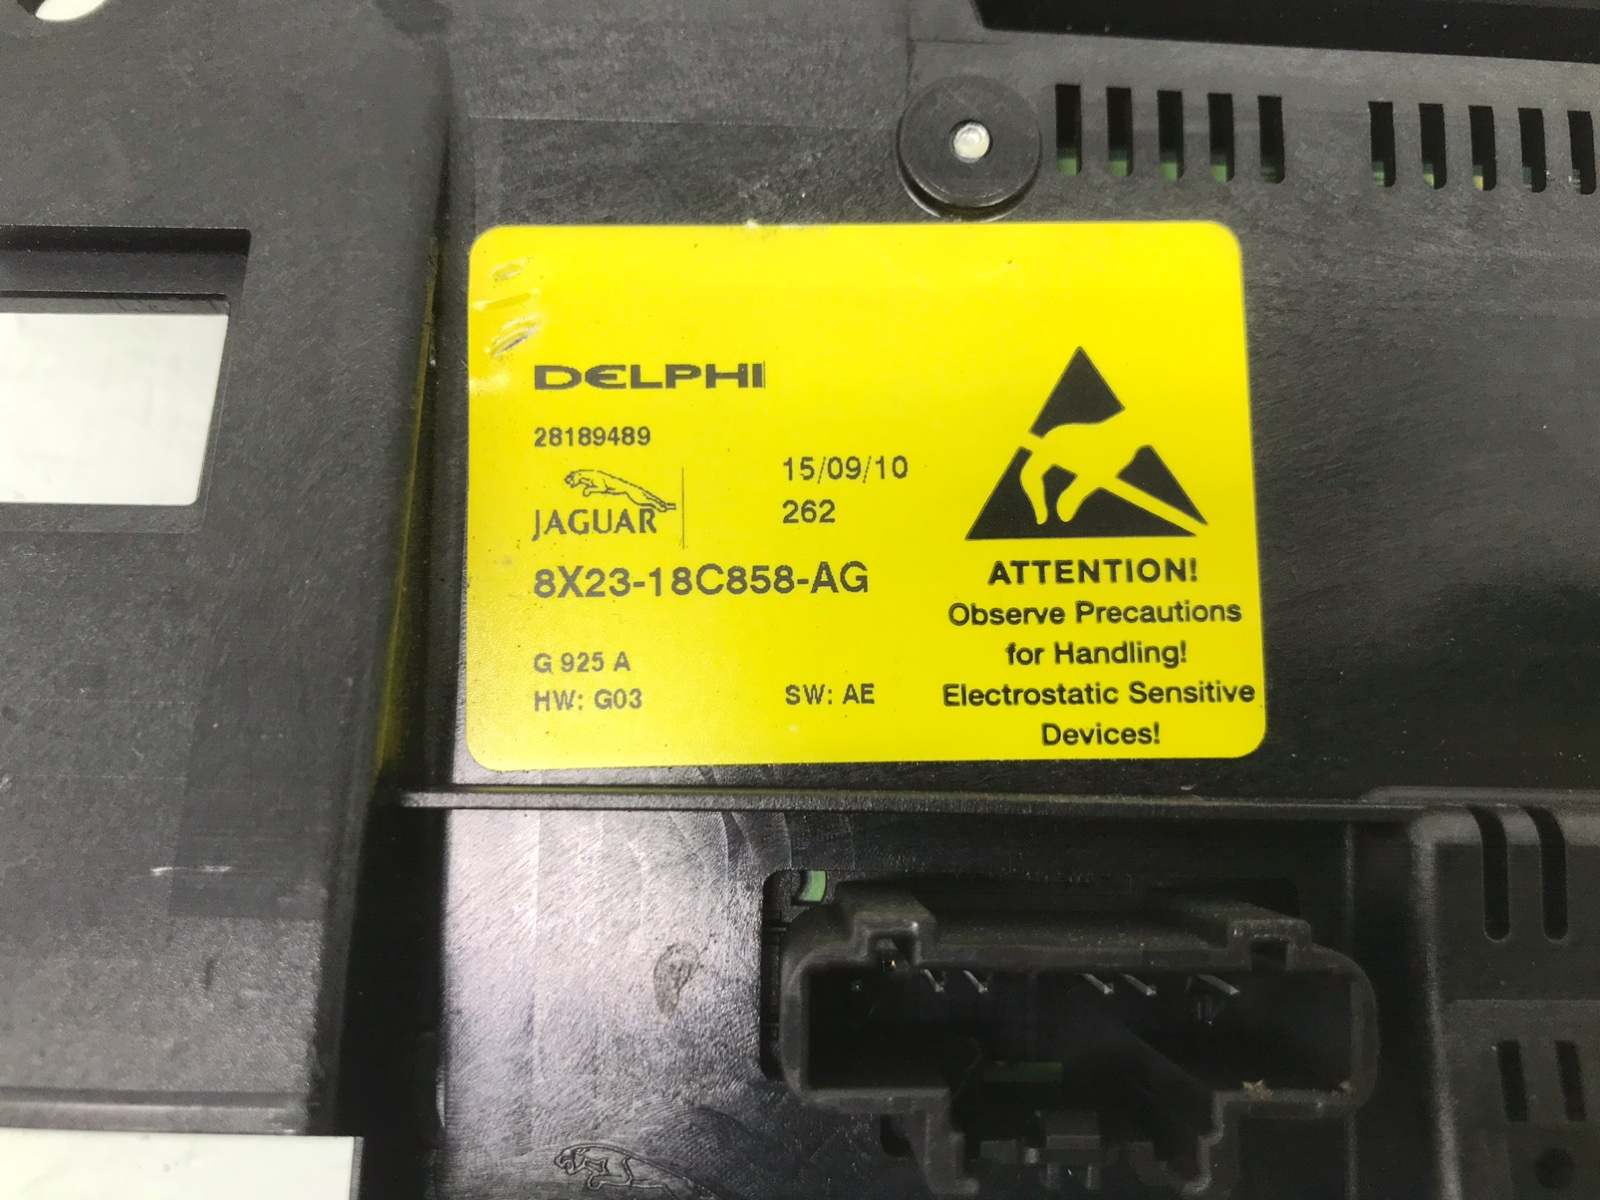 DELPHI
28189489
JAGUAR
15/09/10
262
8X23-18C858-AG
G 925 A
HW: G03
SW: AE
ATTENTION!
Observe Precautions
for Handling!
Electrostatic Sensitive
Devices!